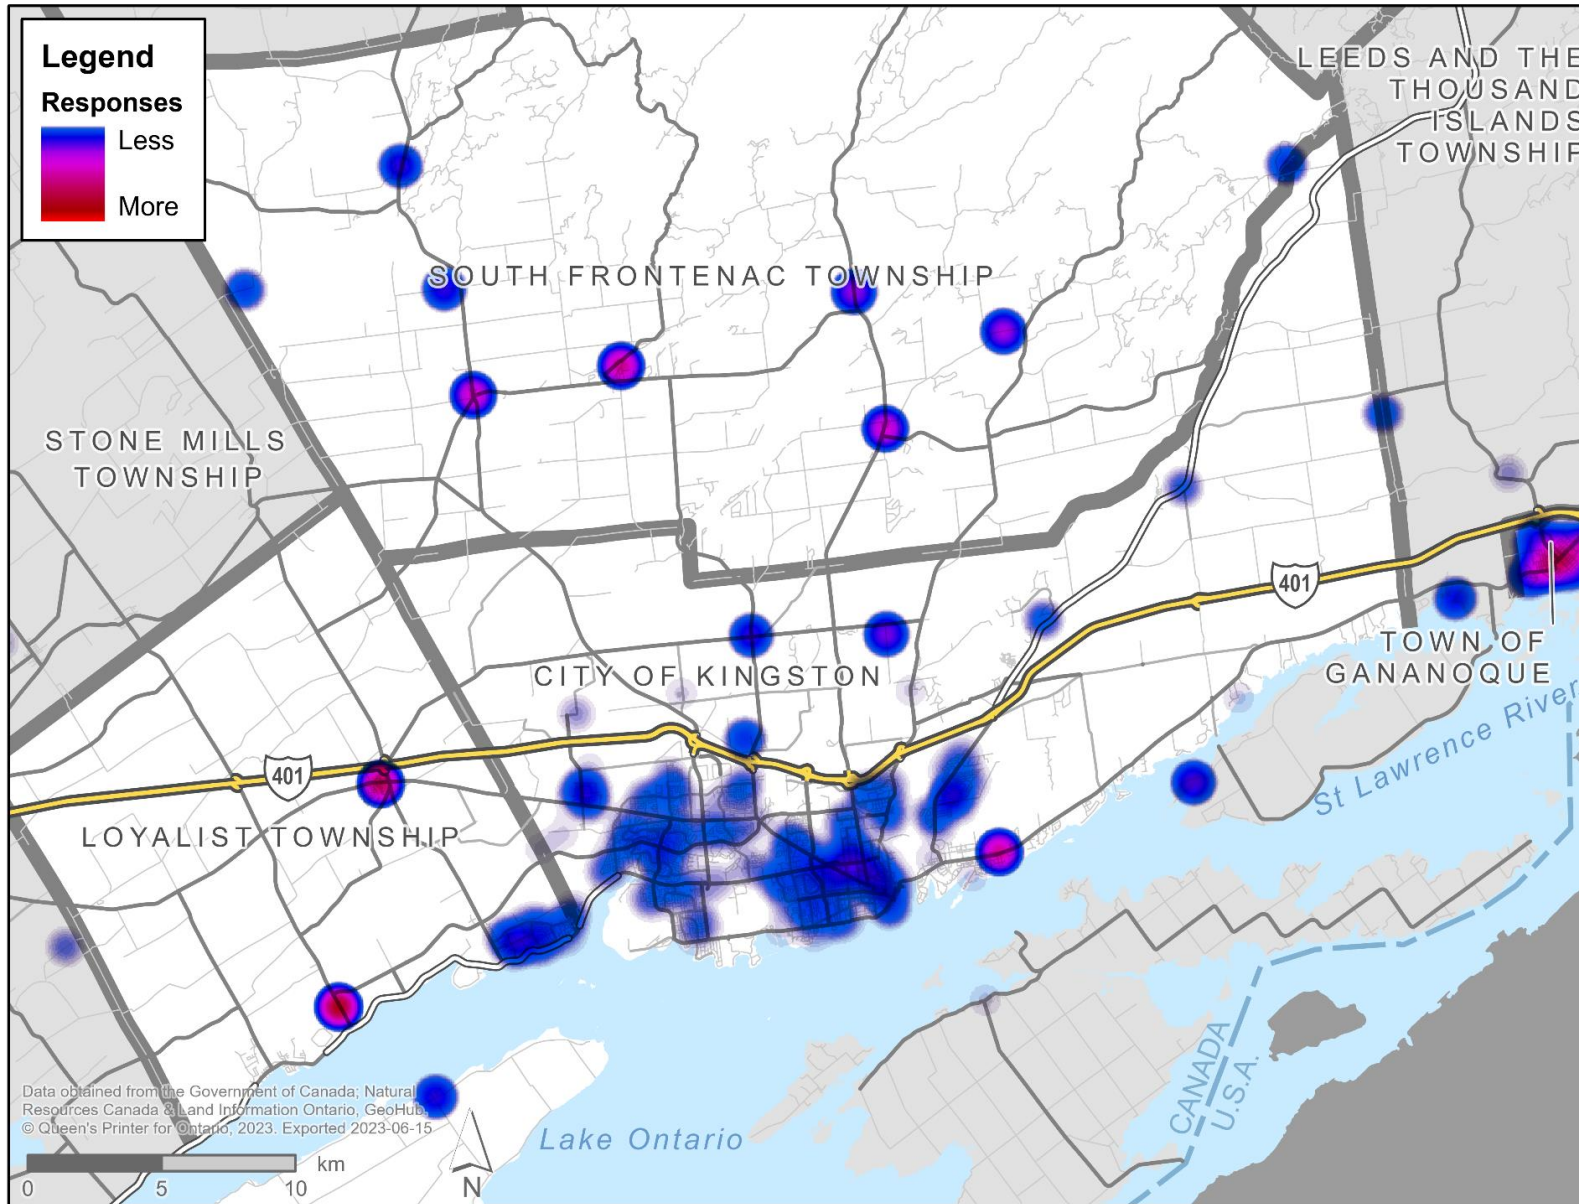 Legend
Responses
Less
More
LEEDS AND THE
THOUSAND
ISLANDS
TOWNSHIP
SOUTH FRONTENAC TOWNSHIP
STONE MILLS
TOWNSHIP
401
TOWN OF
GANANOQUE
CITY OF KINGSTON
St Lawrence River
401
LOYALIST TOWNSHIP
CANADA
U.S.A.
Data obtained from the Government of Canada; Natural
Resources Canada & Land Information Ontario, GeoHub,
© Queen's Printer for Ontario, 2023. Exported 2023-06-15
Lake Ontario
km
0 5 10
N